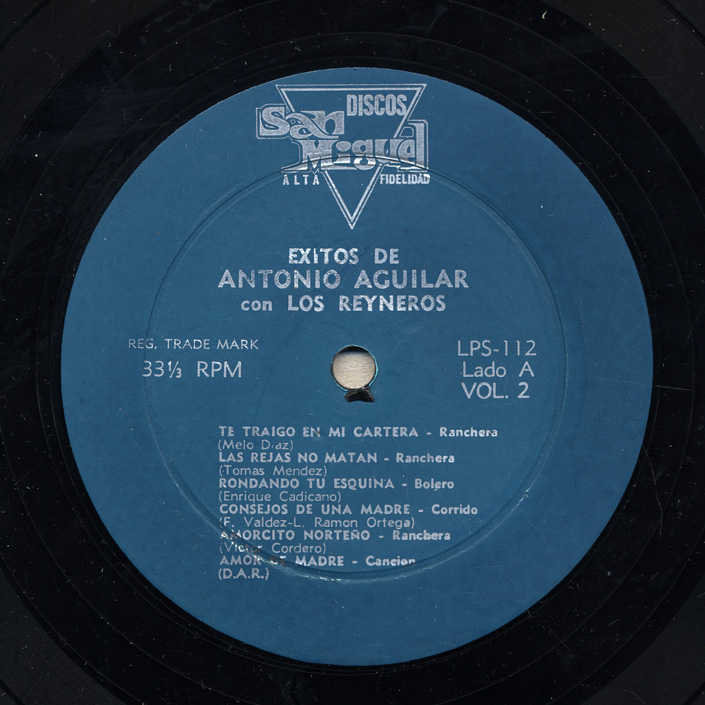 DISCOS
San Miguel
ALTA FIDELIDAD
EXITOS DE
ANTONIO AGUILAR
con LOS REYNEROS
REG. TRADE MARK
33⅓ RPM
LPS-112
Lado A
VOL. 2
TE TRAIGO EN MI CARTERA - Ranchera
(Melo Diaz)
LAS REJAS NO MATAN - Ranchera
(Tomas Mendez)
RONDANDO TU ESQUINA - Bolero
(Enrique Cadicano)
CONSEJOS DE UNA MADRE - Corrido
(F. Valdez-L. Ramon Ortega)
AMORCITO NORTEÑO - Ranchera
(Victor Cordero)
AMOR DE MADRE - Cancion
(D.A.R.)